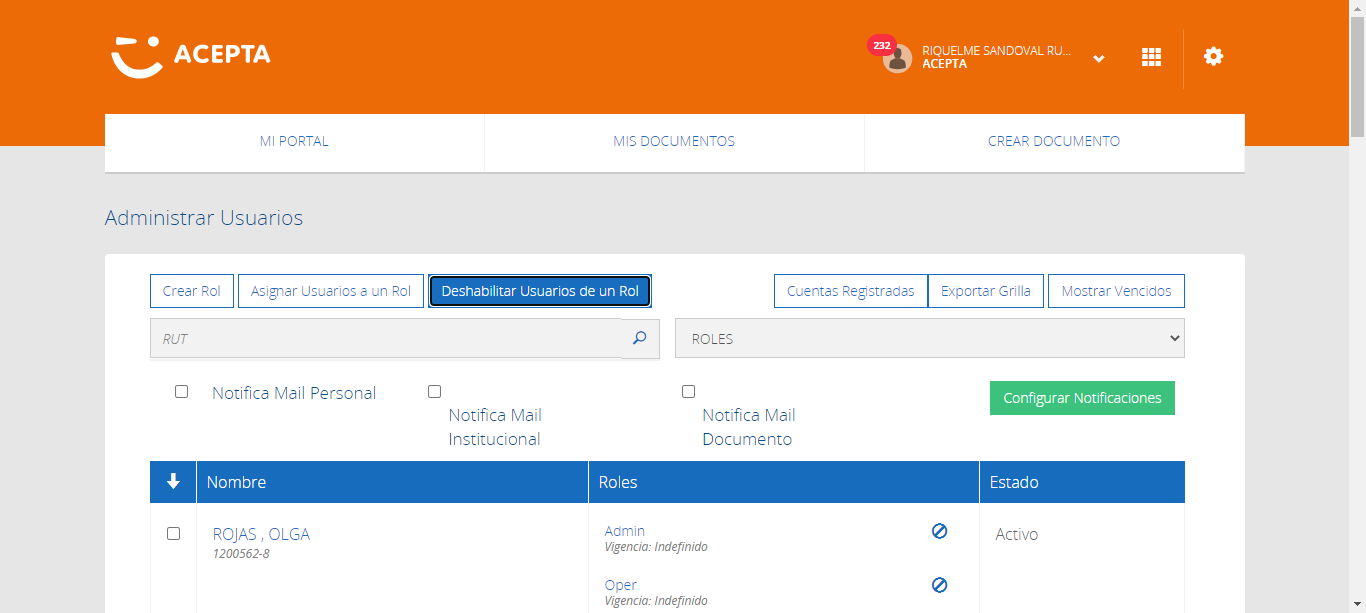 ACEPTA
232
RIQUELME SANDOVAL RU...
ACEPTA
MI PORTAL
MIS DOCUMENTOS
CREAR DOCUMENTO
Administrar Usuarios
Crear Rol
Asignar Usuarios a un Rol
Deshabilitar Usuarios de un Rol
Cuentas Registradas
Exportar Grilla
Mostrar Vencidos
RUT
ROLES
Notifica Mail Personal
Notifica Mail
Institucional
Notifica Mail
Documento
Configurar Notificaciones
Nombre
Roles
Estado
ROJAS , OLGA
1200562-8
Admin
Vigencia: Indefinido
Activo
Oper
Vigencia: Indefinido